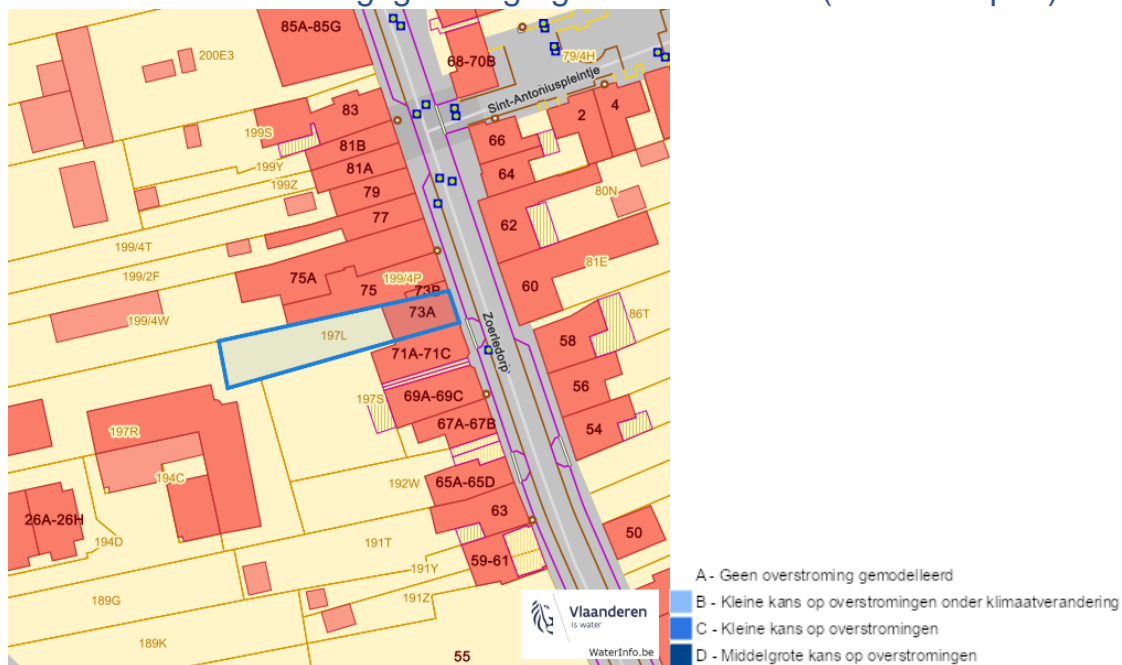 85A-85G
68-70B
79/4H
200E3
Sint-Antoniuspleintje
4
2
83
199S
66
81B
199Y
81A
64
199Z
79
80N
77
62
199/4T
81E
199/2F
75A
199/4P
75
73B
60
199/4W
73A
86T
197L
Zoerledorp
58
71A-71C
56
69A-69C
197S
67A-67B
54
197R
194C
192W
65A-65D
63
26A-26H
194D
191T
50
59-61
191Y
189G
191Z
189K
55
Vlaanderen
is water
WaterInfo.be
A - Geen overstroming gemodelleerd
B - Kleine kans op overstromingen onder klimaatverandering
C - Kleine kans op overstromingen
D - Middelgrote kans op overstromingen